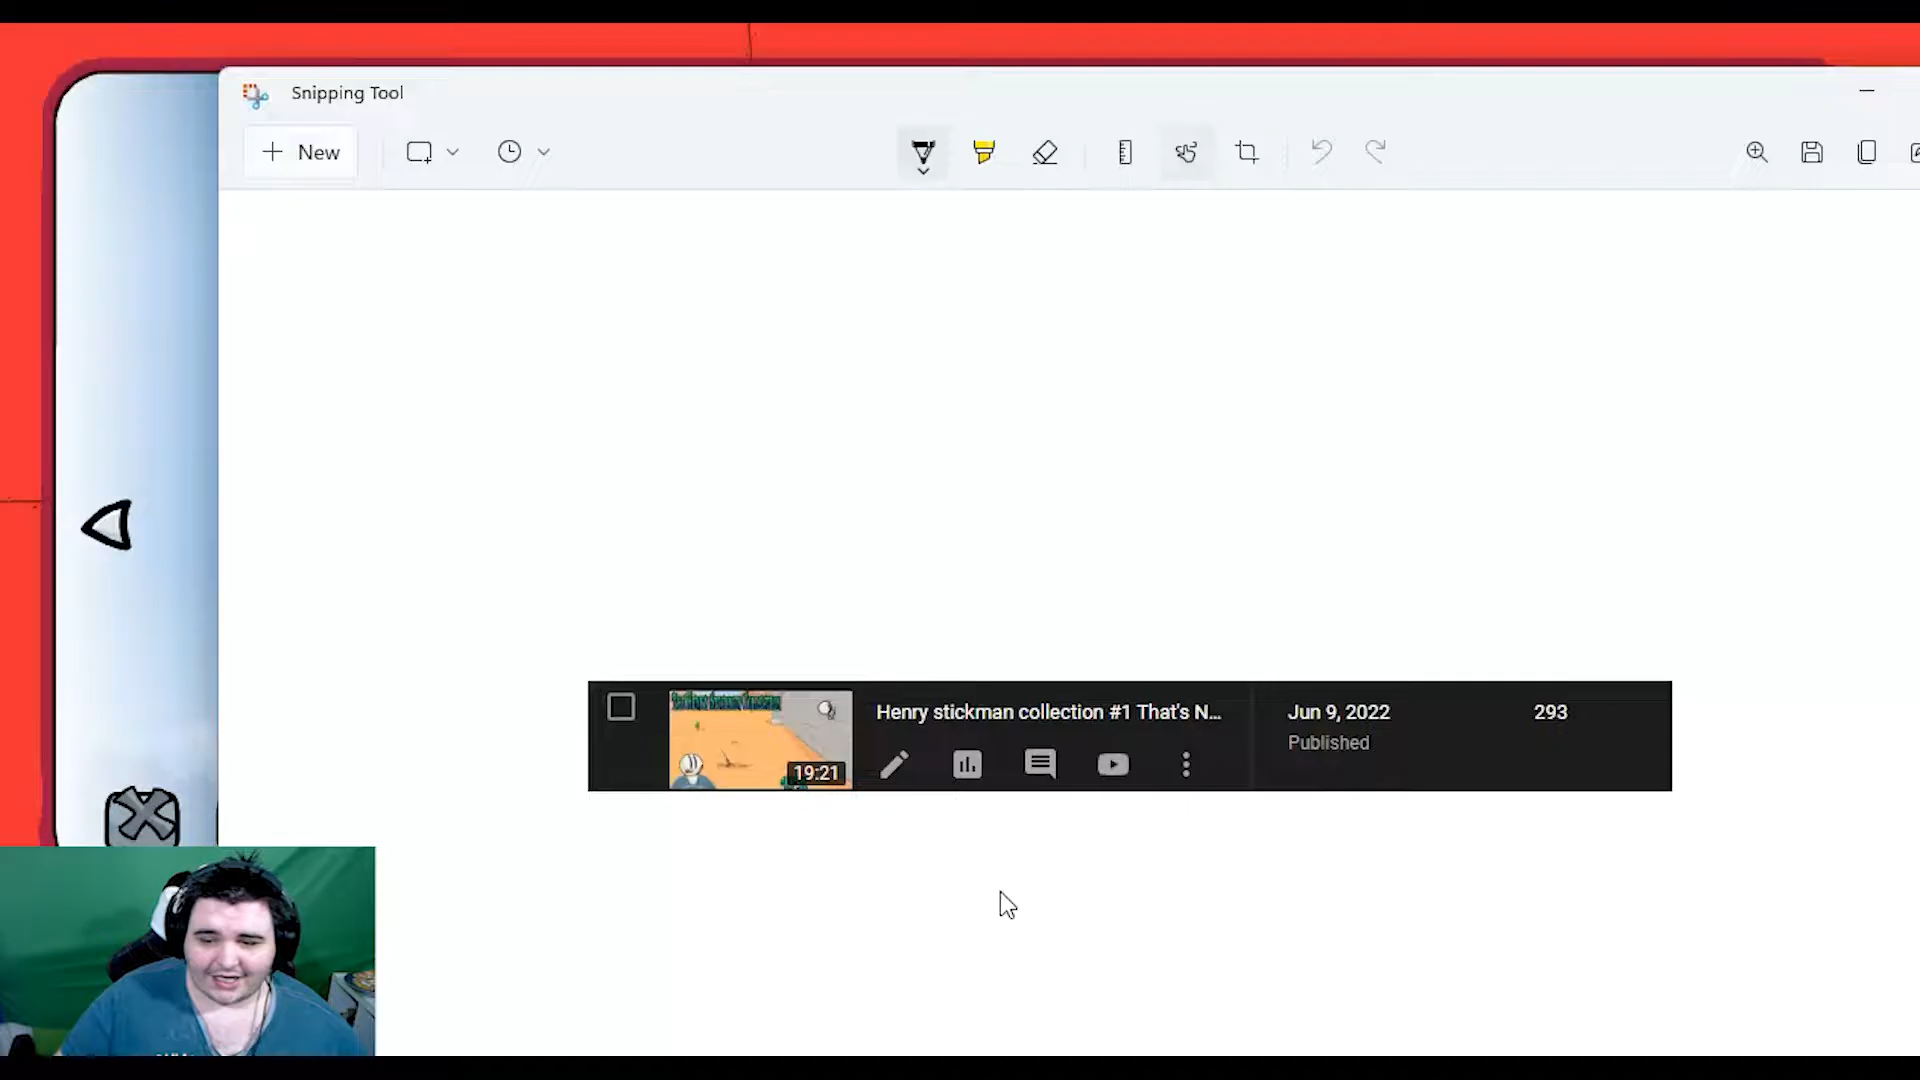 Snipping Tool
New
Henry stickman collection #1 That's N...
Jun 9, 2022
293
19:21
Published